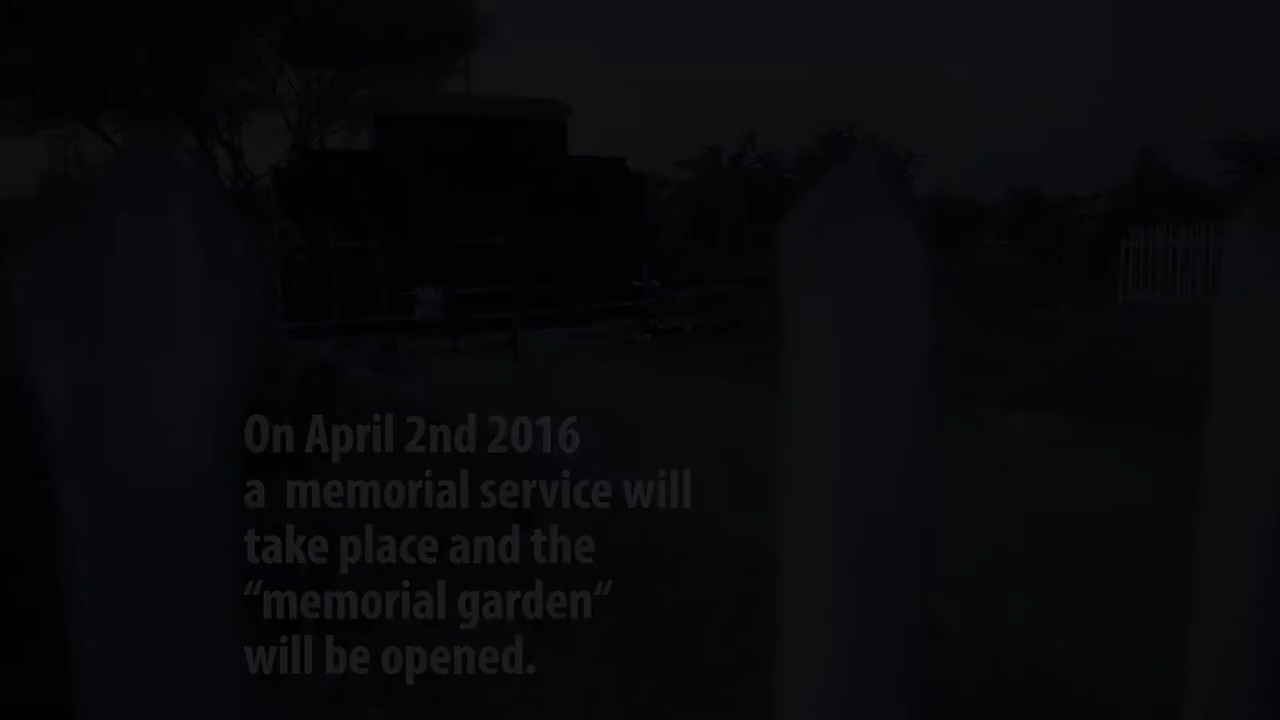 On April 2nd 2016
a memorial service will
take place and the
“memorial garden“
will be opened.